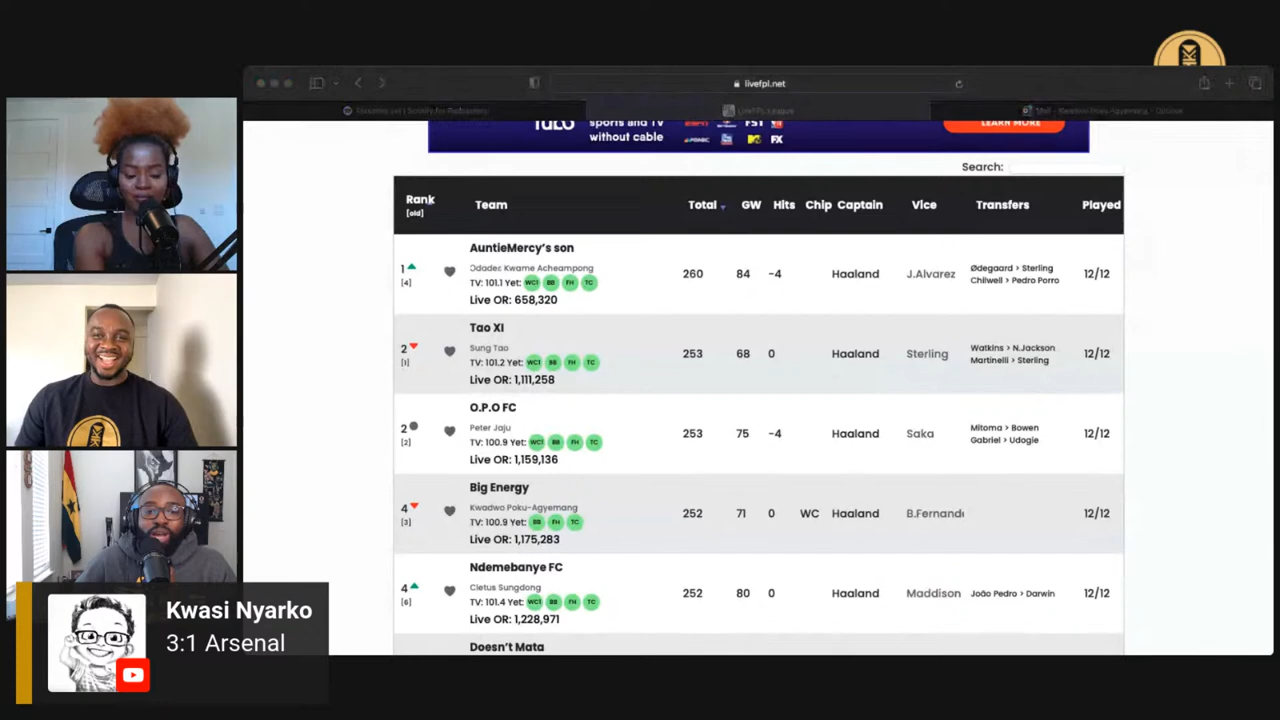 livefpl.net
LiveFPL League
sports and TV
without cable
LEARN MORE
FX
Search:
Rank Team Total GW Hits Chip Captain Vice Transfers Played
[old]
AuntieMercy's son
1 Odadeɛ Kwame Acheampong 260 84 -4 Haaland J.Alvarez Ødegaard > Sterling 12/12
[4] TV: 101.1 Yet: WC1 BB FH TC Chilwell > Pedro Porro
Live OR: 658,320
Tao XI
2 Sung Tao 253 68 0 Haaland Sterling Watkins > N.Jackson 12/12
[1] TV: 101.2 Yet: WC1 BB FH TC Martinelli > Sterling
Live OR: 1,111,258
O.P.O FC
2 Peter Jaju 253 75 -4 Haaland Saka Mitoma > Bowen 12/12
[2] TV: 100.9 Yet: WC1 BB FH TC Gabriel > Udogie
Live OR: 1,159,136
Big Energy
4 Kwadwo Poku-Agyemang 252 71 0 WC Haaland B.Fernand 12/12
[3] TV: 100.9 Yet: BB FH TC
Live OR: 1,175,283
Ndemebanye FC
4 Cletus Sungdong 252 80 0 Haaland Maddison João Pedro > Darwin 12/12
[6] TV: 101.4 Yet: WC1 BB FH TC
Live OR: 1,228,971
Doesn't Mata
Kwasi Nyarko
3:1 Arsenal